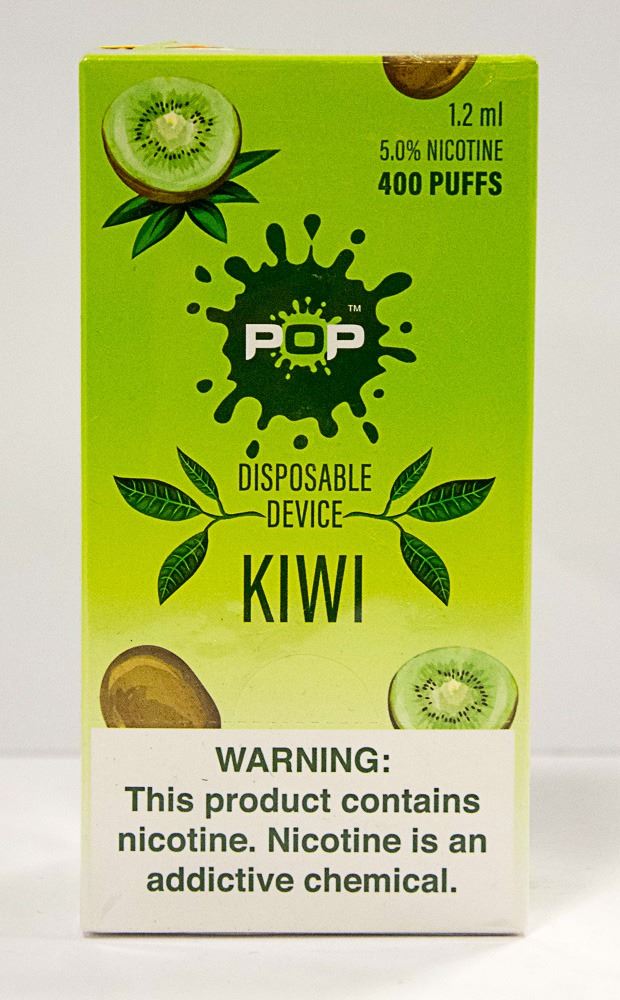 1.2 ml
5.0% NICOTINE
400 PUFFS
POP™
DISPOSABLE
DEVICE
KIWI
WARNING:
This product contains
nicotine. Nicotine is an
addictive chemical.